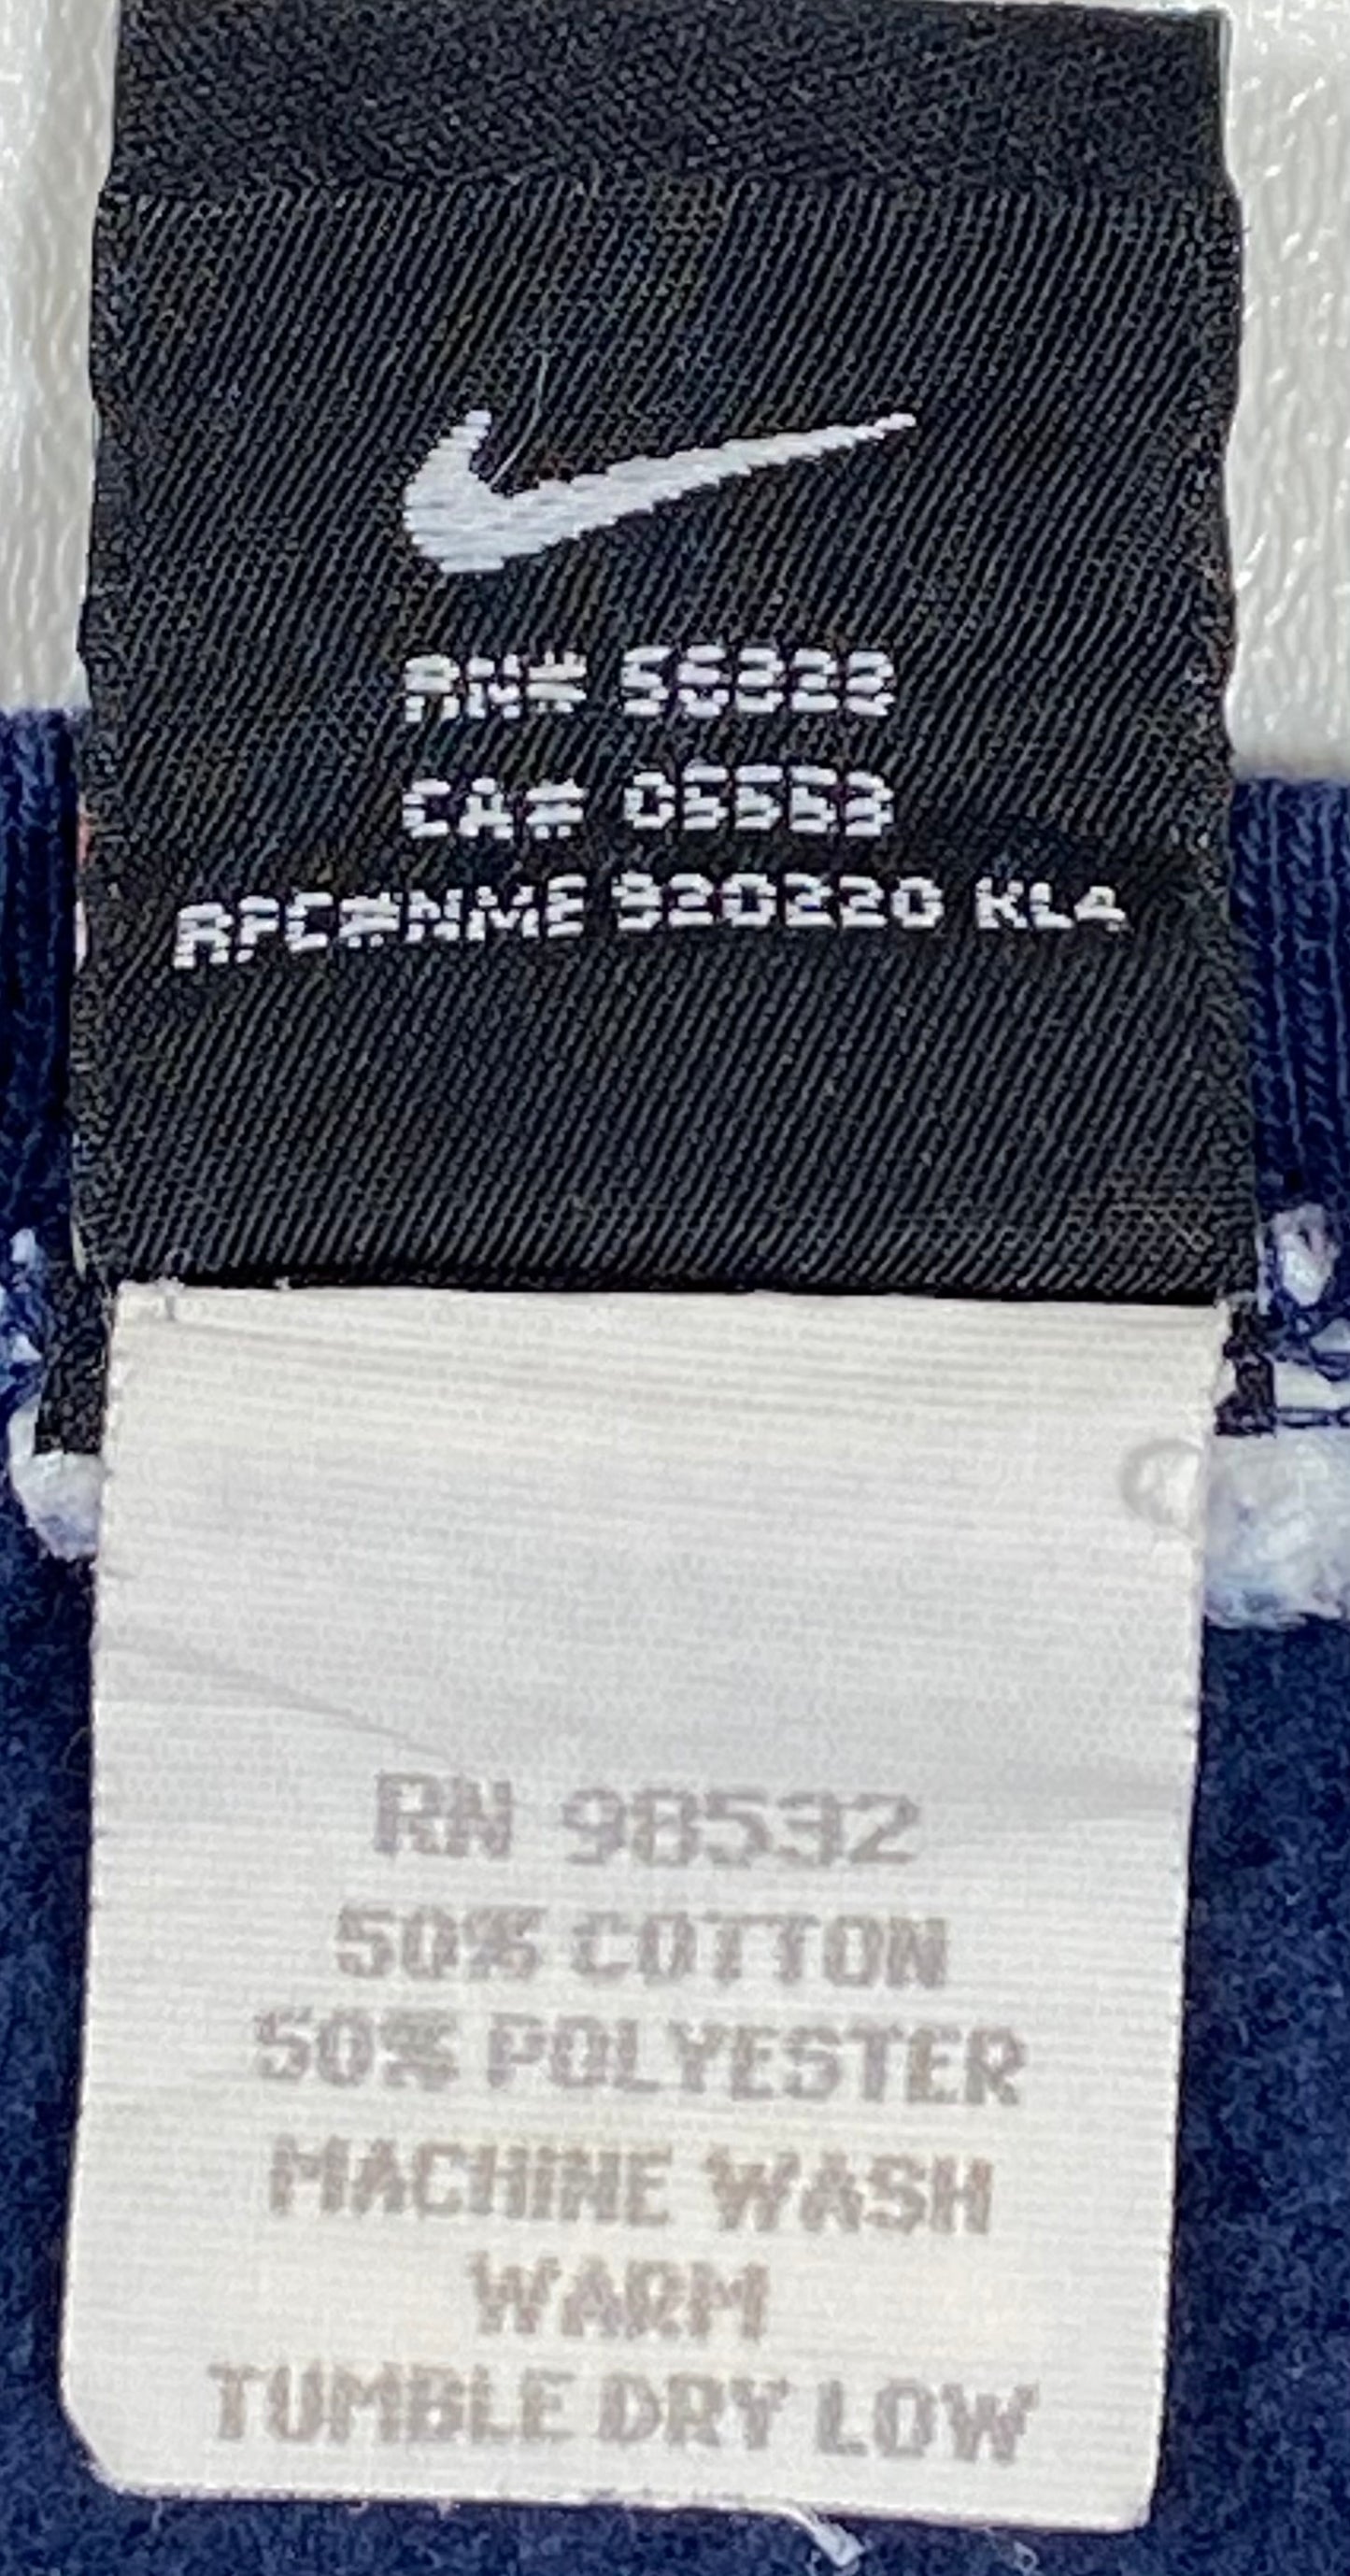 RN# 56323
CA# 05553
RPC#NME 920220 KL4
RN 98532
50% COTTON
50% POLYESTER
MACHINE WASH
WARM
TUMBLE DRY LOW